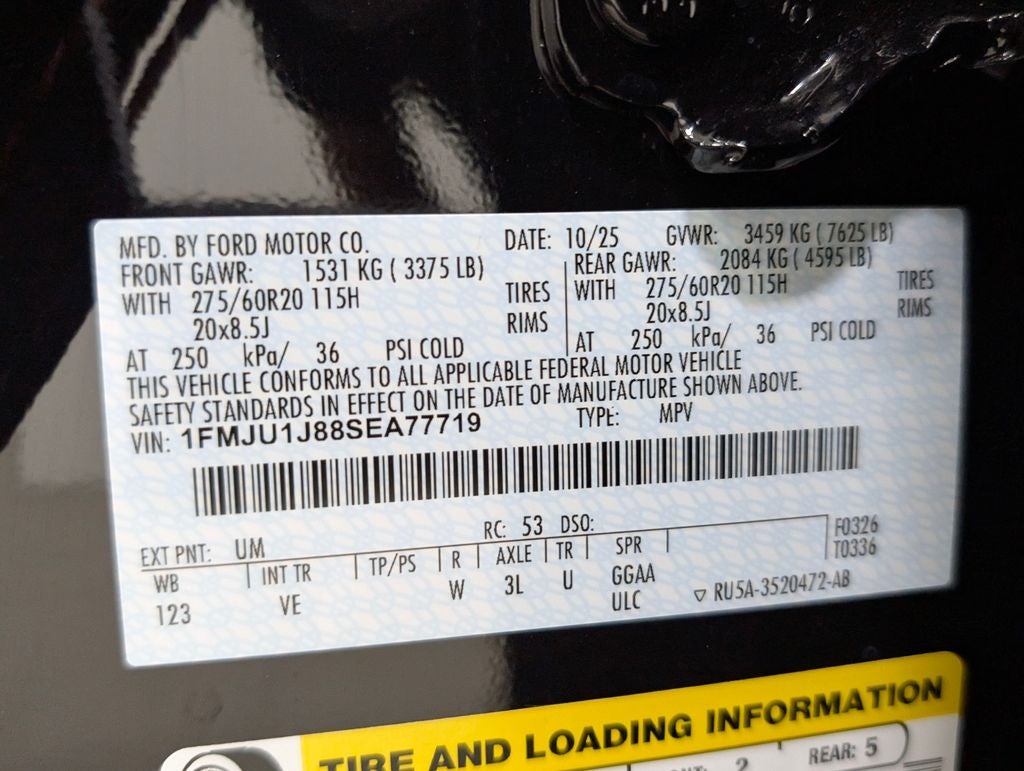 MFD. BY FORD MOTOR CO. DATE: 10/25 GVWR: 3459 KG ( 7625 LB)
FRONT GAWR: 1531 KG ( 3375 LB) REAR GAWR: 2084 KG ( 4595 LB)
WITH 275/60R20 115H TIRES WITH 275/60R20 115H TIRES
20x8.5J RIMS 20x8.5J RIMS
AT 250 kPa/ 36 PSI COLD AT 250 kPa/ 36 PSI COLD
THIS VEHICLE CONFORMS TO ALL APPLICABLE FEDERAL MOTOR VEHICLE
SAFETY STANDARDS IN EFFECT ON THE DATE OF MANUFACTURE SHOWN ABOVE.
VIN: 1FMJU1J88SEA77719 TYPE: MPV
EXT PNT: UM RC: 53 DSO: F0326
WB INT TR TP/PS R AXLE TR SPR T0336
123 VE W 3L U GGAA
ULC ▽ RU5A-3520472-AB
TIRE AND LOADING INFORMATION
2 REAR: 5